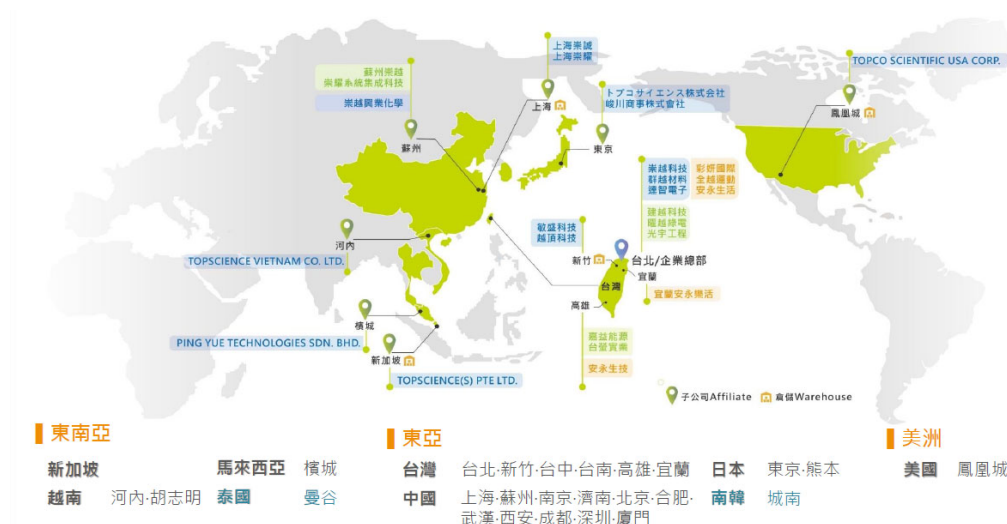 上海崇誠
上海崇耀
蘇州崇越
崇耀系統集成科技
崇越興業化學
蘇州
上海
トプコサイエンス株式会社
峻川商事株式會社
東京
TOPCO SCIENTIFIC USA CORP.
鳳凰城
崇越科技
群越材料
建智電子
彩妍國際
全越運動
安永生活
建越科技
曜越綠電
光宇工程
敏盛科技
越頂科技
新竹
台北/企業總部
宜蘭
台灣
高雄
宜蘭安永樂活
嘉益能源
台螢實業
安永生技
河內
TOPSCIENCE VIETNAM CO. LTD.
檳城
PING YUE TECHNOLOGIES SDN. BHD.
新加坡
TOPSCIENCE(S) PTE LTD.
子公司Affiliate 倉儲Warehouse
東南亞
新加坡 馬來西亞 檳城
越南 河內·胡志明 泰國 曼谷
東亞
台灣 台北·新竹·台中·台南·高雄·宜蘭 日本 東京·熊本
中國 上海·蘇州·南京·濟南·北京·合肥· 南韓 城南
武漢·西安·成都·深圳·廈門
美洲
美國 鳳凰城